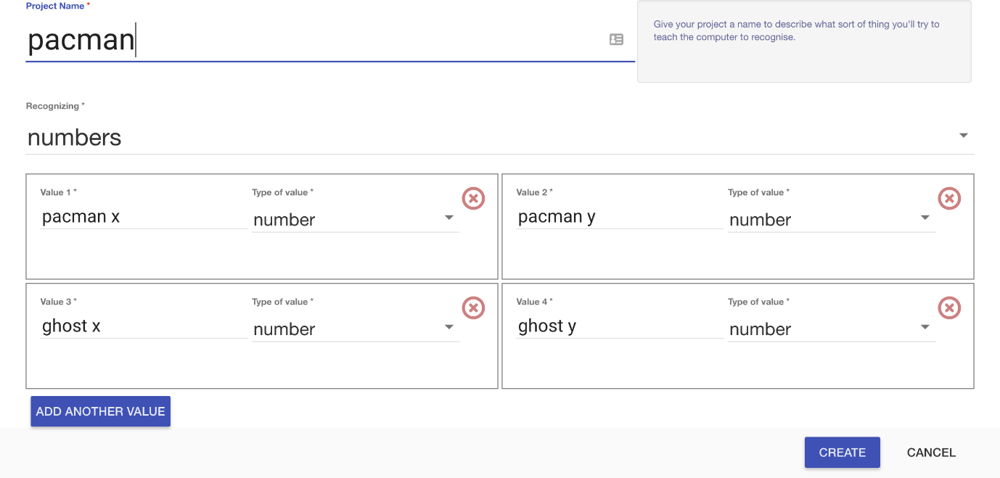 Project Name *
pacman
Give your project a name to describe what sort of thing you'll try to
teach the computer to recognise.
Recognizing *
numbers
Value 1 *
Type of value *
pacman x
number
Value 2 *
Type of value *
pacman y
number
Value 3 *
Type of value *
ghost x
number
Value 4 *
Type of value *
ghost y
number
ADD ANOTHER VALUE
CREATE
CANCEL